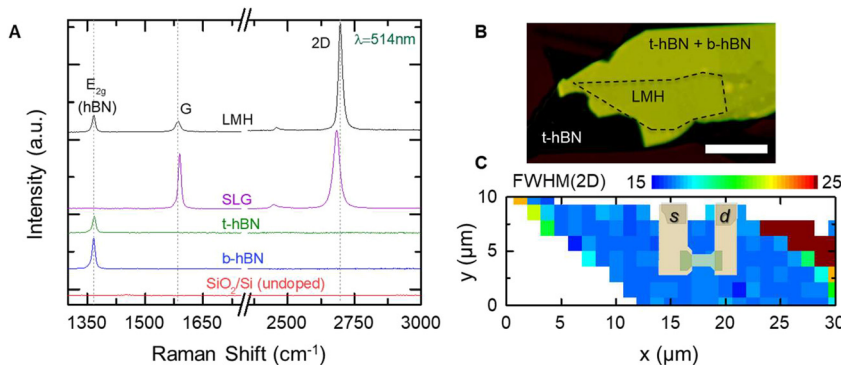 A
E2g
(hBN)
G
2D
λ=514nm
LMH
SLG
t-hBN
b-hBN
SiO2/Si (undoped)
Intensity (a.u.)
1350 1500 1650 2500 2750 3000
Raman Shift (cm-1)
B
t-hBN + b-hBN
LMH
t-hBN
C
FWHM(2D) 15 25
10
5
0
y (µm)
s d
0 5 10 15 20 25 30
x (µm)